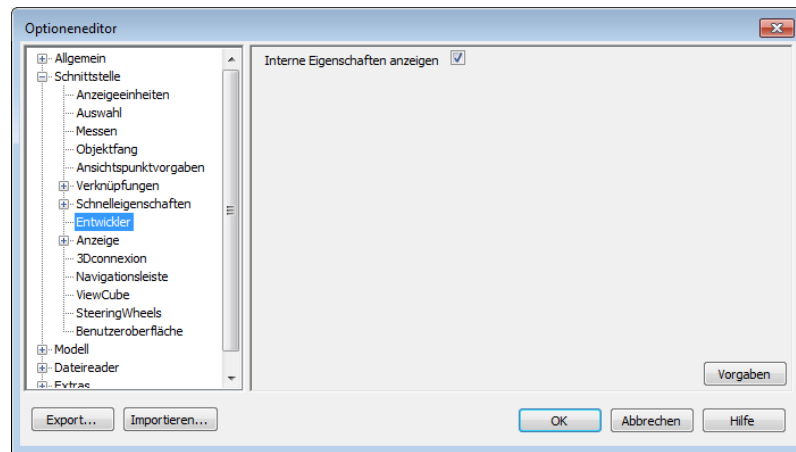 Optioneneditor
Allgemein
Schnittstelle
Anzeigeeinheiten
Auswahl
Messen
Objektfang
Ansichtspunktvorgaben
Verknüpfungen
Schnelleigenschaften
Entwickler
Anzeige
3Dconnexion
Navigationsleiste
ViewCube
SteeringWheels
Benutzeroberfläche
Modell
Dateireader
Extras
Interne Eigenschaften anzeigen
Vorgaben
Export... Importieren... OK Abbrechen Hilfe